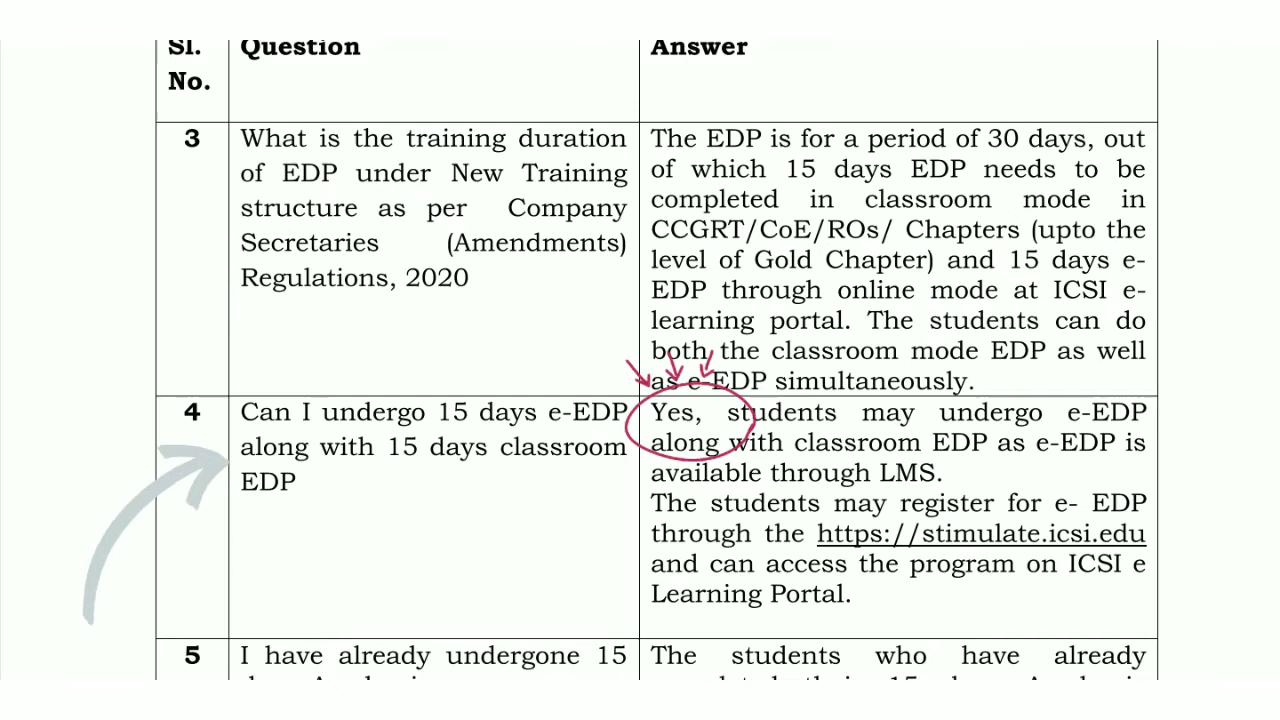 Sl. Question Answer
No.
3 What is the training duration
of EDP under New Training
structure as per Company
Secretaries (Amendments)
Regulations, 2020
The EDP is for a period of 30 days, out
of which 15 days EDP needs to be
completed in classroom mode in
CCGRT/CoE/ROs/ Chapters (upto the
level of Gold Chapter) and 15 days e-
EDP through online mode at ICSI e-
learning portal. The students can do
both the classroom mode EDP as well
as e-EDP simultaneously.
4 Can I undergo 15 days e-EDP
along with 15 days classroom
EDP
Yes, students may undergo e-EDP
along with classroom EDP as e-EDP is
available through LMS.
The students may register for e- EDP
through the https://stimulate.icsi.edu
and can access the program on ICSI e
Learning Portal.
5 I have already undergone 15
The students who have already